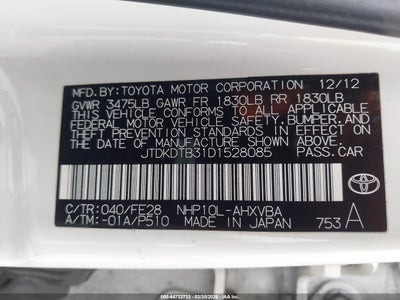 MFD. BY: TOYOTA MOTOR CORPORATION 12/12
GVWR 3475LB GAWR FR 1830LB RR 1830LB
THIS VEHICLE CONFORMS TO ALL APPLICABLE
FEDERAL MOTOR VEHICLE SAFETY, BUMPER, AND
THEFT PREVENTION STANDARDS IN EFFECT ON
THE DATE OF MANUFACTURE SHOWN ABOVE.
JTDKDTB31D1528085 PASS.CAR
C/TR: 040/FE28 NHP10L-AHXVBA
A/TM: -01A/P510 MADE IN JAPAN 753 A
TOYOTA